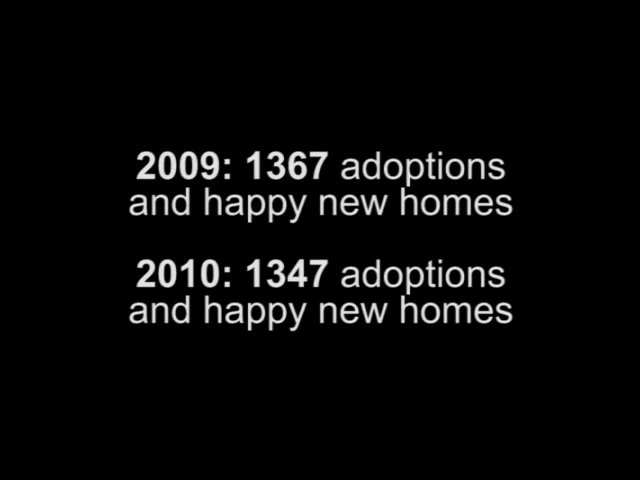 2009: 1367 adoptions
and happy new homes
2010: 1347 adoptions
and happy new homes